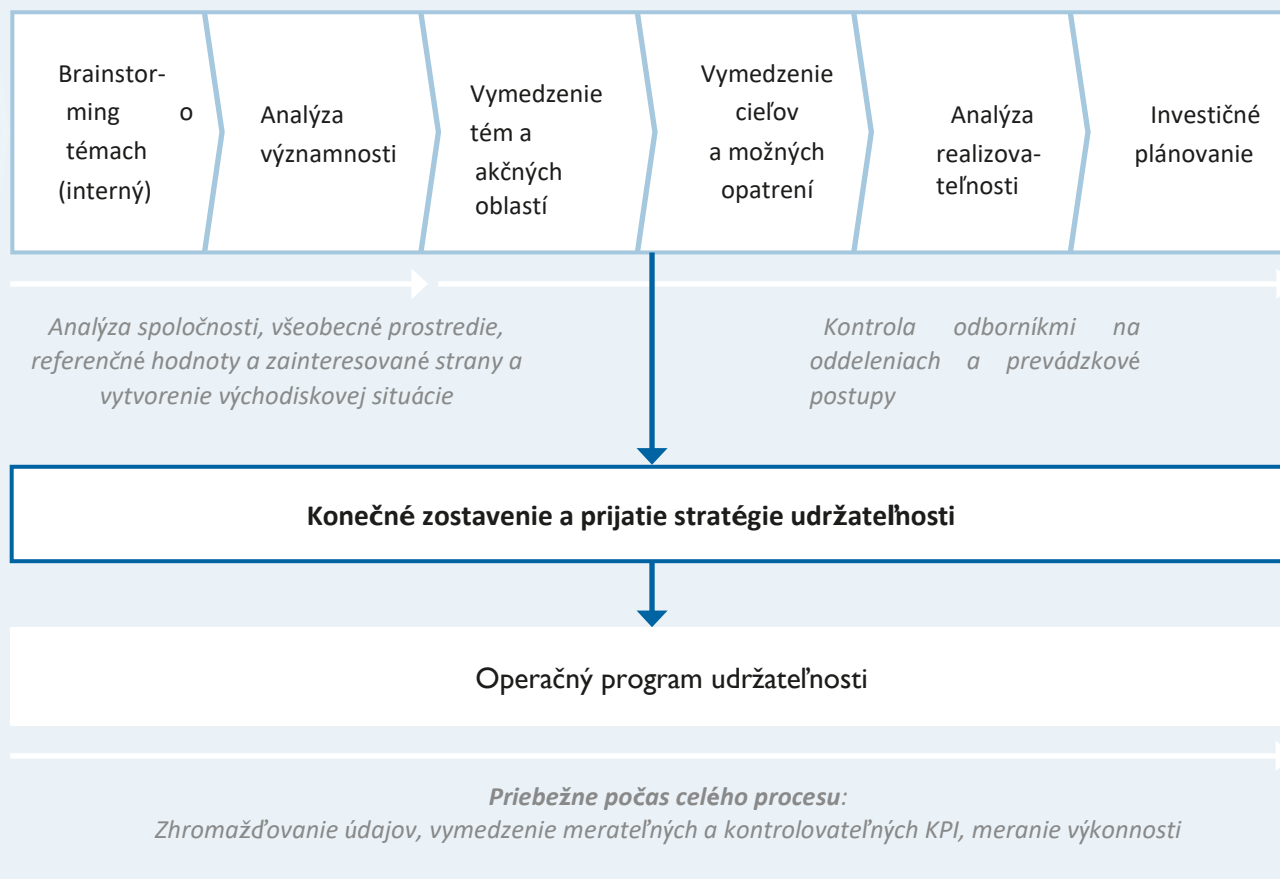 Brainstor-
ming o
témach
(interný)
Analýza
významnosti
Vymedzenie
tém a
akčných
oblastí
Vymedzenie
cieľov
a možných
opatrení
Analýza
realizova-
teľnosti
Investičné
plánovanie
Analýza spoločnosti, všeobecné prostredie,
referenčné hodnoty a zainteresované strany a
vytvorenie východiskovej situácie
Kontrola odborníkmi na
oddeleniach a prevádzkové
postupy
Konečné zostavenie a prijatie stratégie udržateľnosti
Operačný program udržateľnosti
Priebežne počas celého procesu:
Zhromažďovanie údajov, vymedzenie merateľných a kontrolovateľných KPI, meranie výkonnosti